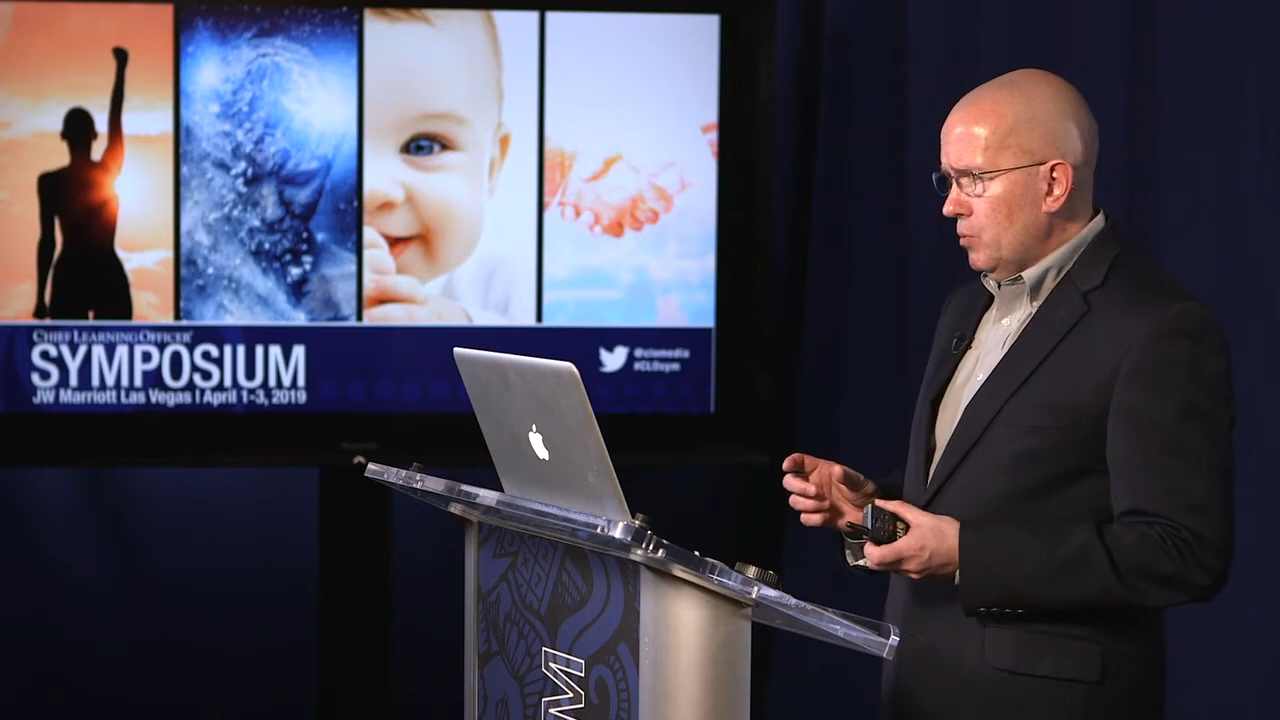 CHIEF LEARNING OFFICER
SYMPOSIUM
JW Marriott Las Vegas | April 1-3, 2019
@clomedia
#CLOsym
M